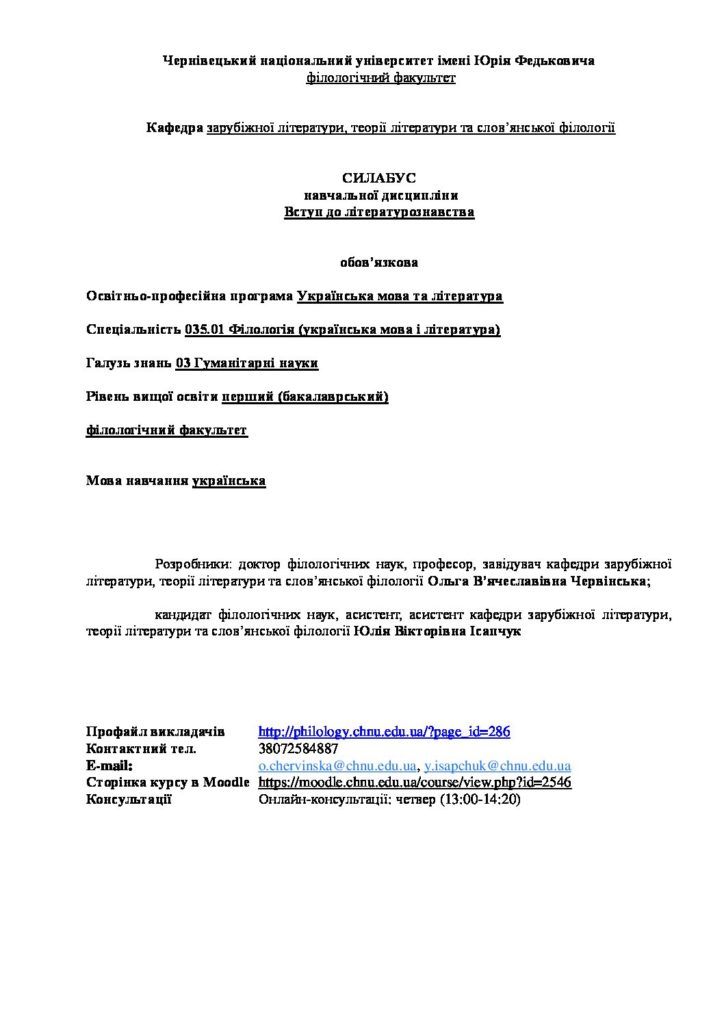 Чернівецький національний університет імені Юрія Федьковича
філологічний факультет
Кафедра зарубіжної літератури, теорії літератури та слов’янської філології
СИЛАБУС
навчальної дисципліни
Вступ до літературознавства
обов’язкова
Освітньо-професійна програма Українська мова та література
Спеціальність 035.01 Філологія (українська мова і література)
Галузь знань 03 Гуманітарні науки
Рівень вищої освіти перший (бакалаврський)
філологічний факультет
Мова навчання українська
Розробники: доктор філологічних наук, професор, завідувач кафедри зарубіжної
літератури, теорії літератури та слов’янської філології Ольга В’ячеславівна Червінська;
кандидат філологічних наук, асистент, асистент кафедри зарубіжної літератури,
теорії літератури та слов’янської філології Юлія Вікторівна Ісапчук
Профайл викладачів http://philology.chnu.edu.ua/?page_id=286
Контактний тел. 38072584887
E-mail: o.chervinska@chnu.edu.ua, y.isapchuk@chnu.edu.ua
Сторінка курсу в Moodle https://moodle.chnu.edu.ua/course/view.php?id=2546
Консультації Онлайн-консультації: четвер (13:00-14:20)